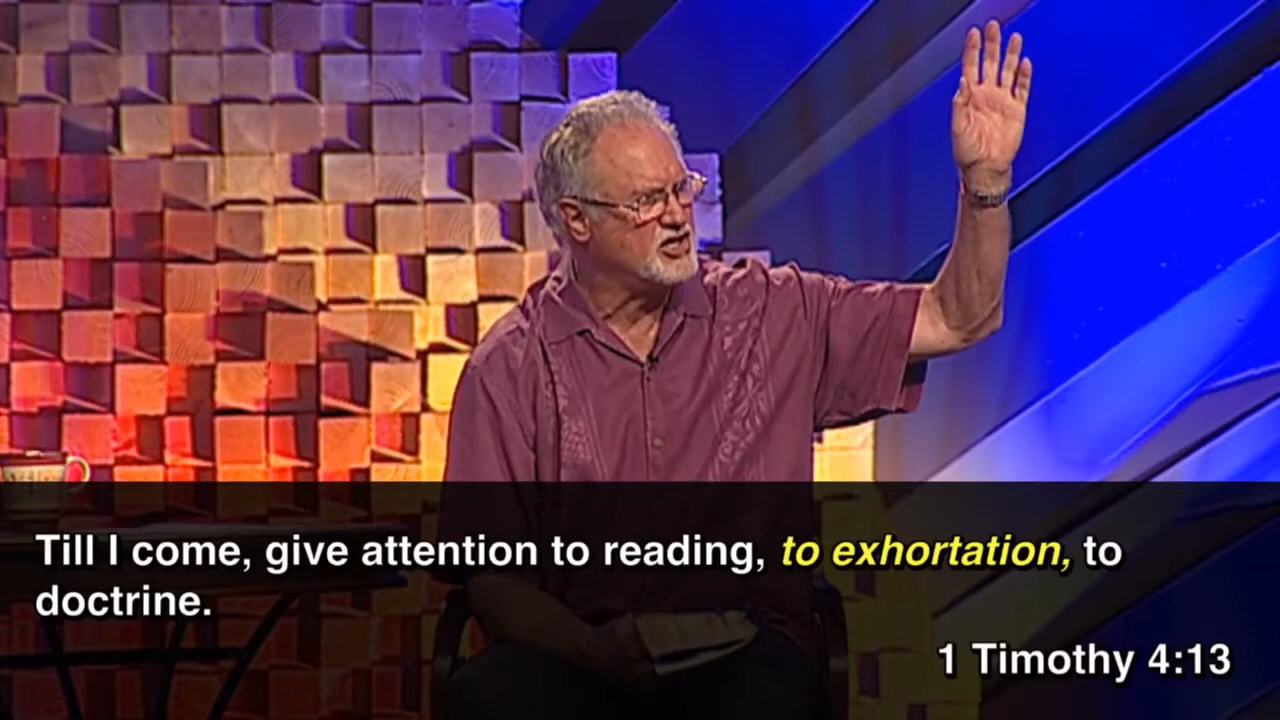 Till I come, give attention to reading, to exhortation, to
doctrine.
1 Timothy 4:13